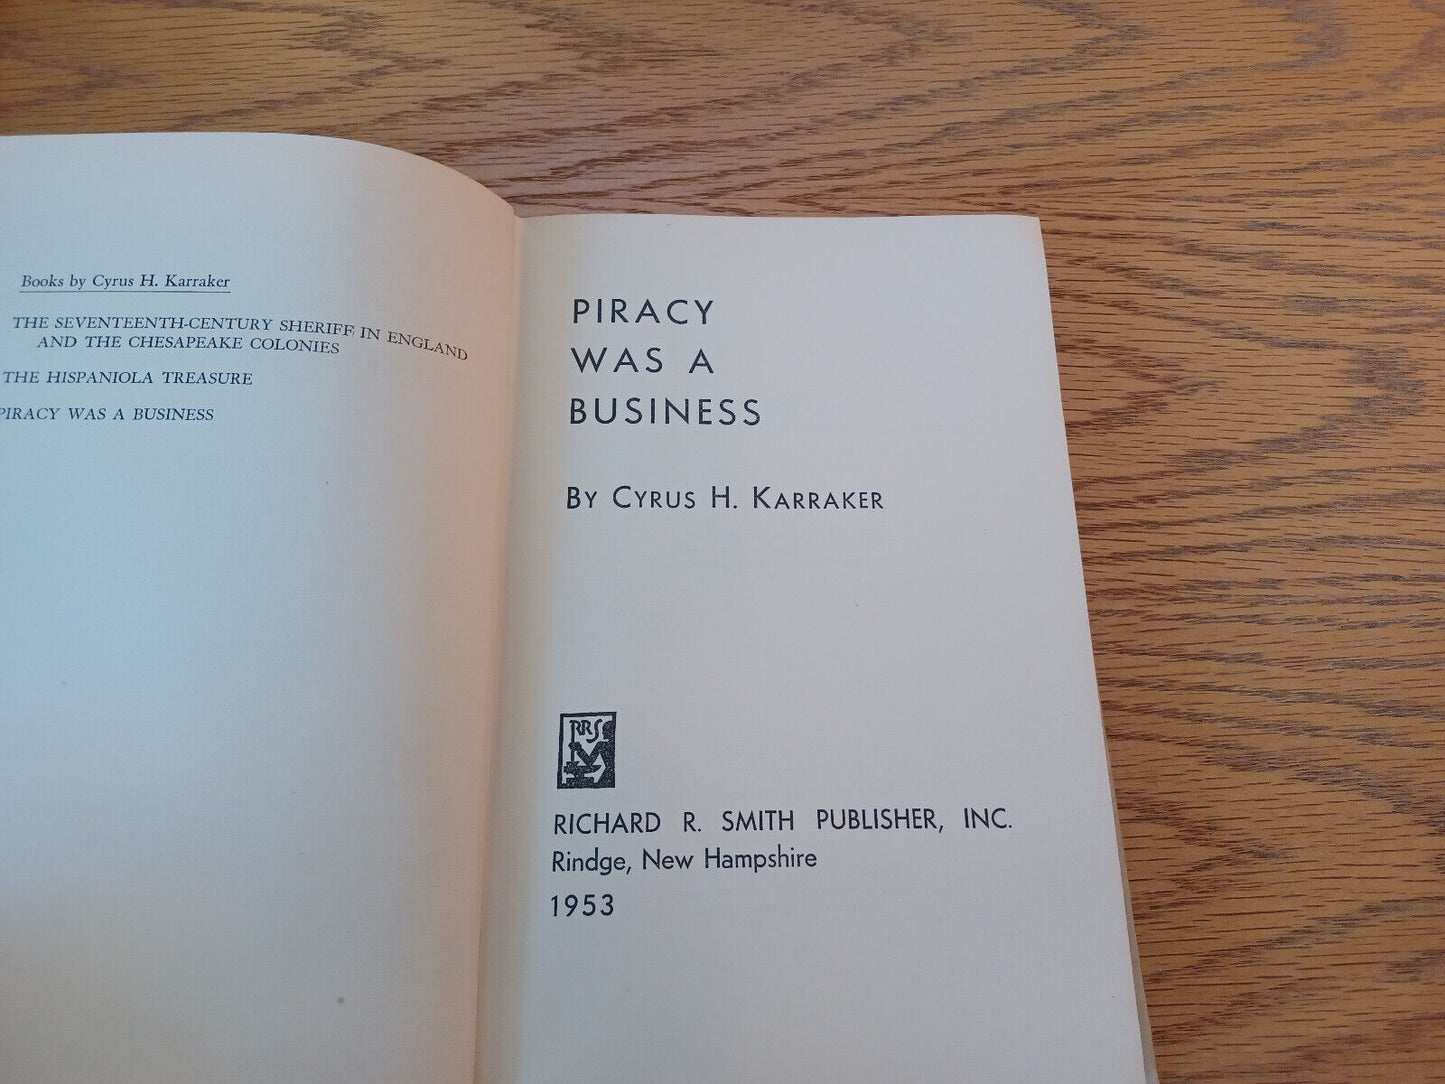 Books by Cyrus H. Karraker
THE SEVENTEENTH-CENTURY SHERIFF IN ENGLAND
AND THE CHESAPEAKE COLONIES
THE HISPANIOLA TREASURE
PIRACY WAS A BUSINESS
PIRACY
WAS A
BUSINESS
BY CYRUS H. KARRAKER
RICHARD R. SMITH PUBLISHER, INC.
Rindge, New Hampshire
1953